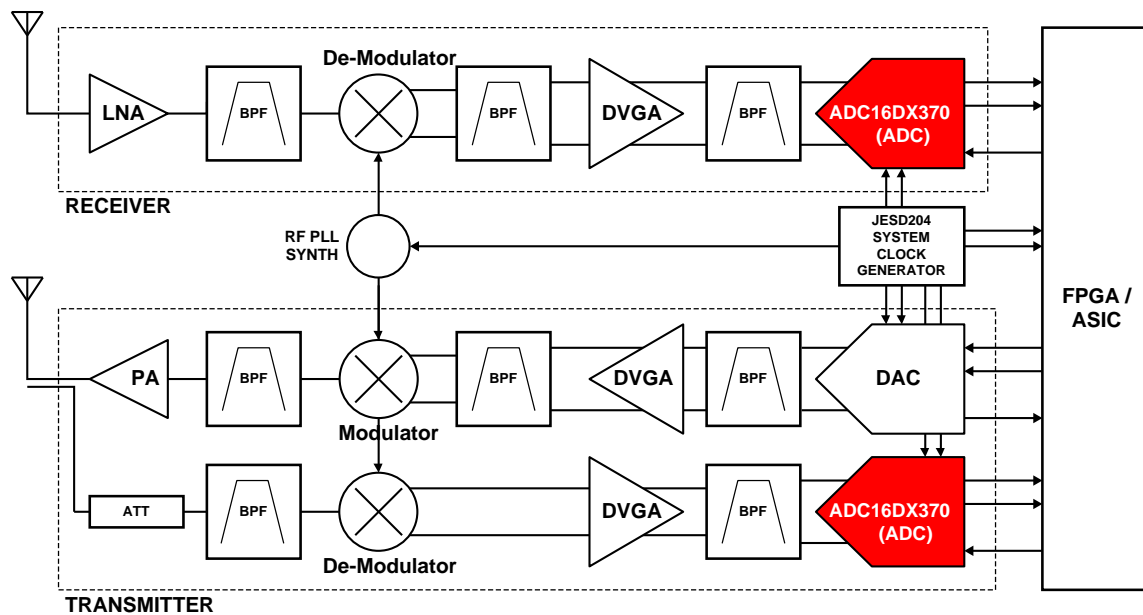 De-Modulator
LNA
BPF
BPF
DVGA
BPF
ADC16DX370
(ADC)
RECEIVER
RF PLL
SYNTH
JESD204
SYSTEM
CLOCK
GENERATOR
FPGA /
ASIC
PA
BPF
Modulator
BPF
DVGA
BPF
DAC
ATT
BPF
De-Modulator
DVGA
BPF
ADC16DX370
(ADC)
TRANSMITTER